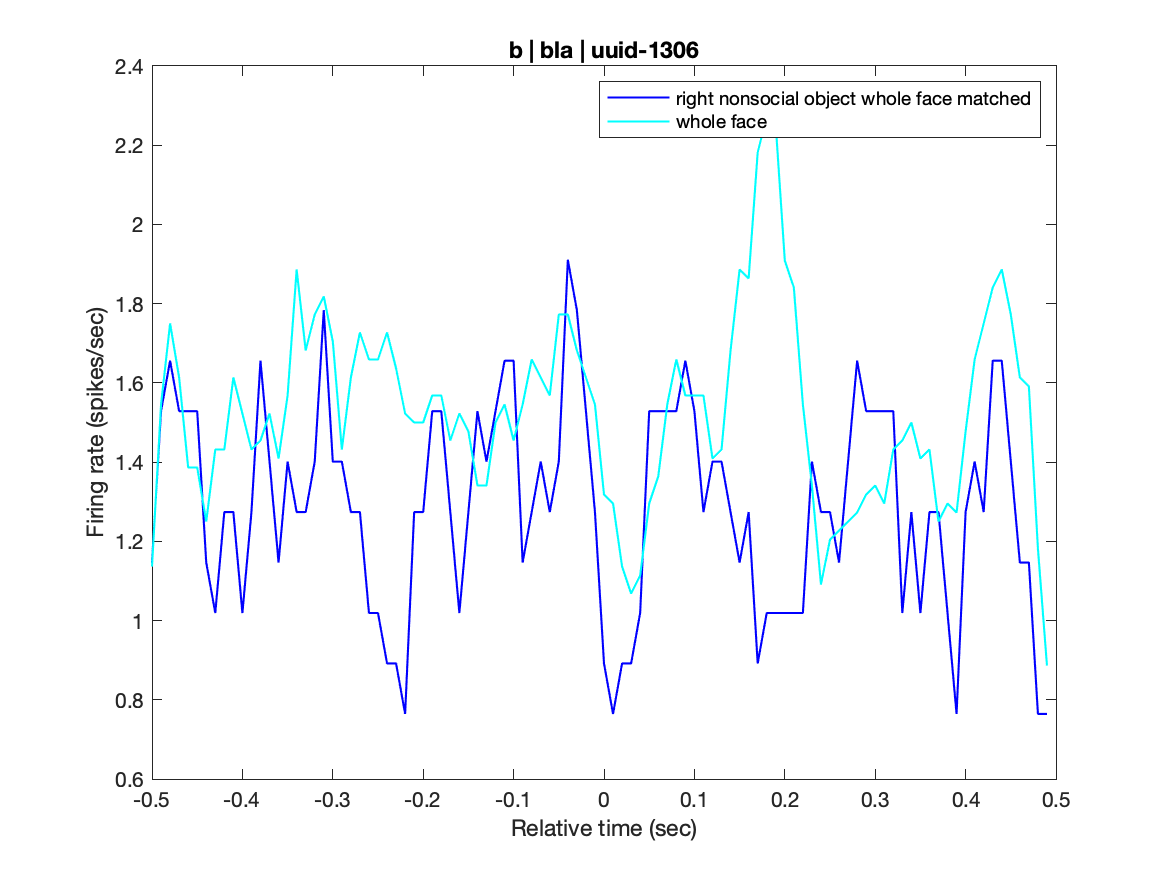 b | bla | uuid-1306
right nonsocial object whole face matched
whole face
Firing rate (spikes/sec)
2.4
2.2
2
1.8
1.6
1.4
1.2
1
0.8
0.6
-0.5 -0.4 -0.3 -0.2 -0.1 0 0.1 0.2 0.3 0.4 0.5
Relative time (sec)